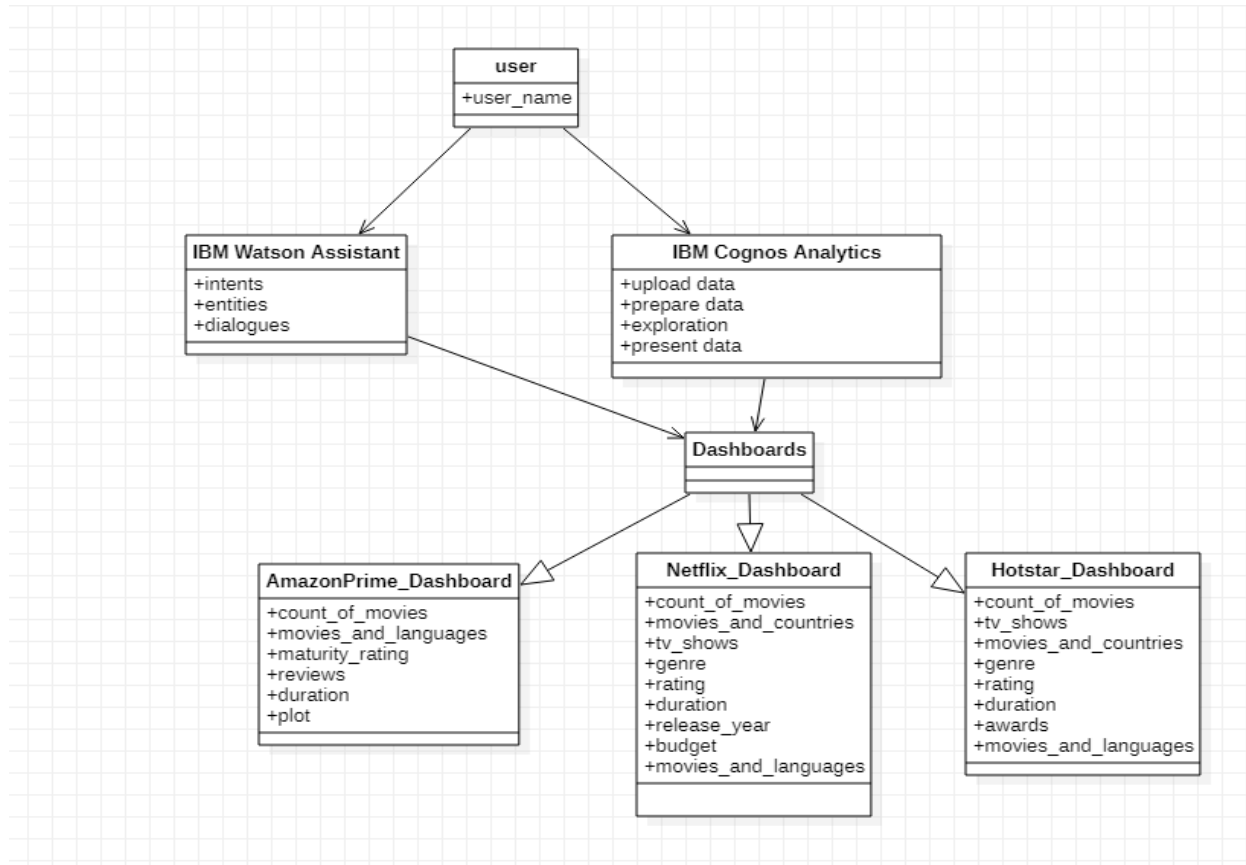 user
+user_name
IBM Watson Assistant
+intents
+entities
+dialogues
IBM Cognos Analytics
+upload data
+prepare data
+exploration
+present data
Dashboards
AmazonPrime_Dashboard
+count_of_movies
+movies_and_languages
+maturity_rating
+reviews
+duration
+plot
Netflix_Dashboard
+count_of_movies
+movies_and_countries
+tv_shows
+genre
+rating
+duration
+release_year
+budget
+movies_and_languages
Hotstar_Dashboard
+count_of_movies
+tv_shows
+movies_and_countries
+genre
+rating
+duration
+awards
+movies_and_languages